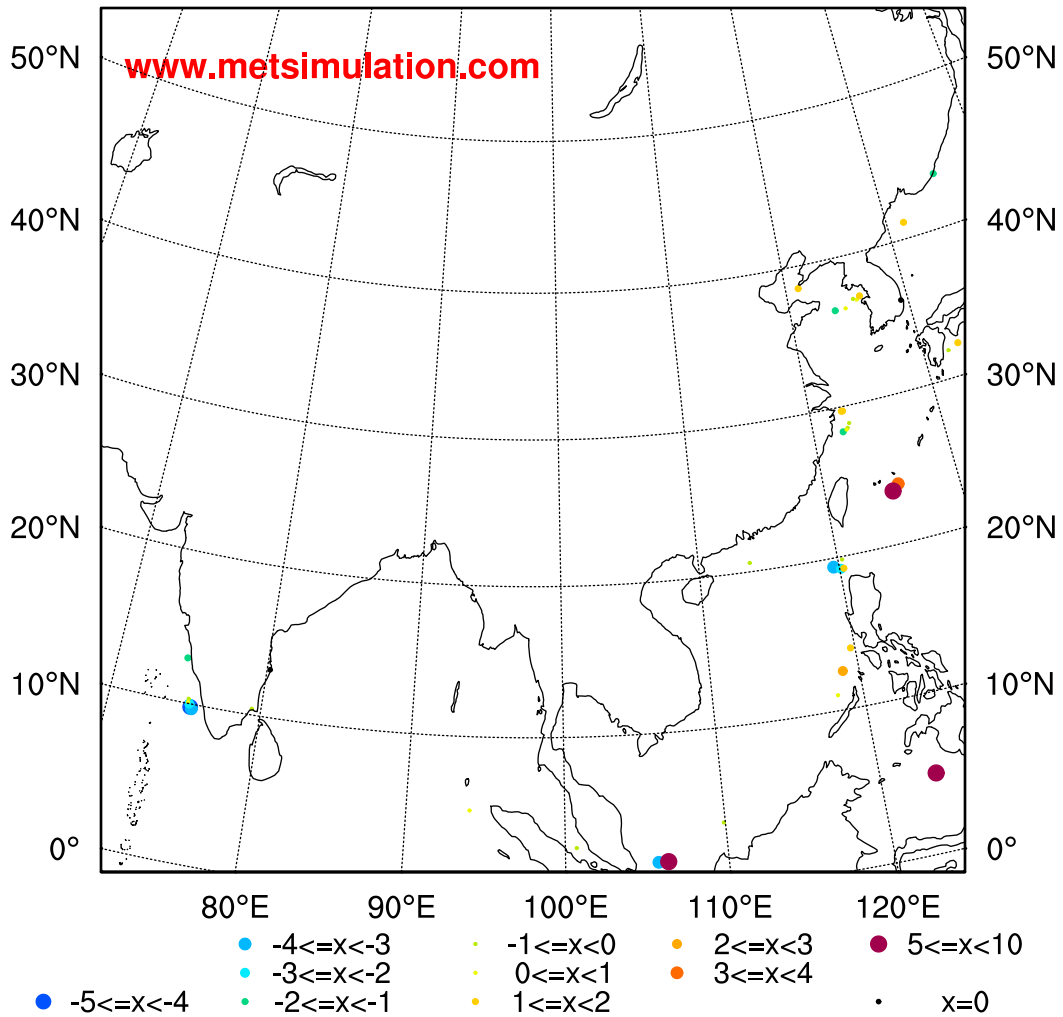 www.metsimulation.com
50°N 50°N
40°N 40°N
30°N 30°N
20°N 20°N
10°N 10°N
0° 0°
80°E 90°E 100°E 110°E 120°E
-4<=x<-3 -1<=x<0 2<=x<3 5<=x<10
-3<=x<-2 0<=x<1 3<=x<4
-5<=x<-4 -2<=x<-1 1<=x<2 x=0